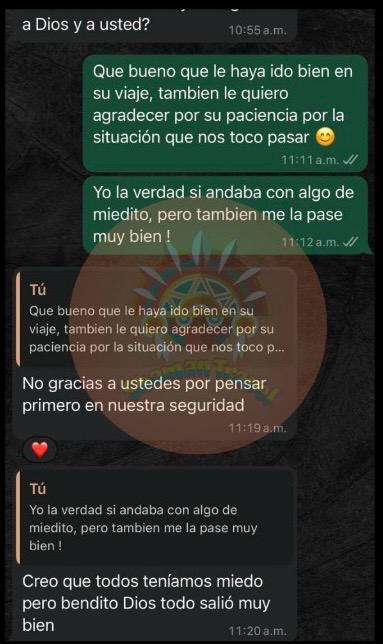 a Dios y a usted?
10:55 a.m.
Que bueno que le haya ido bien en
su viaje, tambien le quiero
agradecer por su paciencia por la
situación que nos toco pasar 😊
11:11 a.m.
Yo la verdad si andaba con algo de
miedito, pero tambien me la pase
muy bien !
11:12 a.m.
Tú
Que bueno que le haya ido bien en su
viaje, tambien le quiero agradecer por su
paciencia por la situación que nos toco p...
No gracias a ustedes por pensar
primero en nuestra seguridad
11:19 a.m.
Tú
Yo la verdad si andaba con algo de
miedito, pero tambien me la pase muy
bien !
Creo que todos teníamos miedo
pero bendito Dios todo salió muy
bien
11:20 a.m.